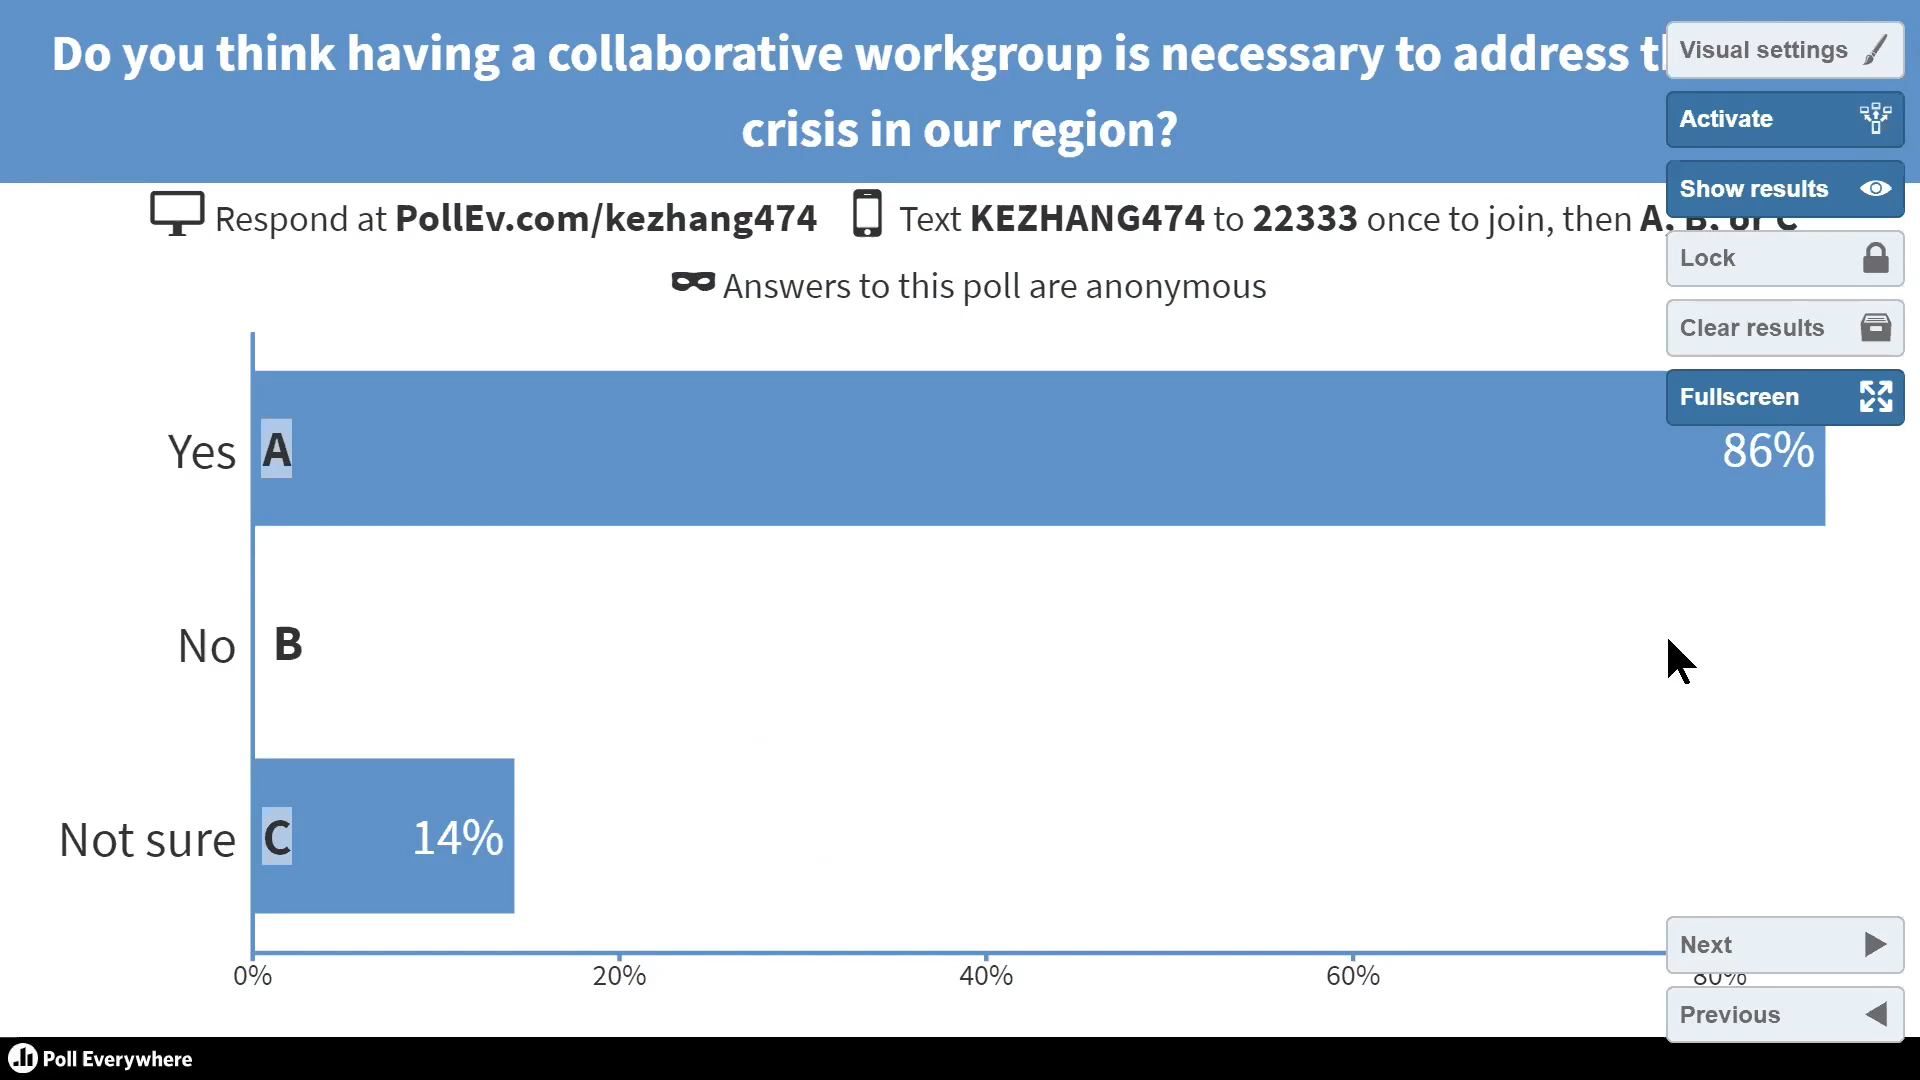 Do you think having a collaborative workgroup is necessary to address
crisis in our region?
Respond at PollEv.com/kezhang474 Text KEZHANG474 to 22333 once to join, then A, B, or C
Answers to this poll are anonymous
Visual settings
Activate
Show results
Lock
Clear results
Fullscreen
Yes A 86%
No B
Not sure C 14%
0% 20% 40% 60% 80%
Next
Previous
Poll Everywhere